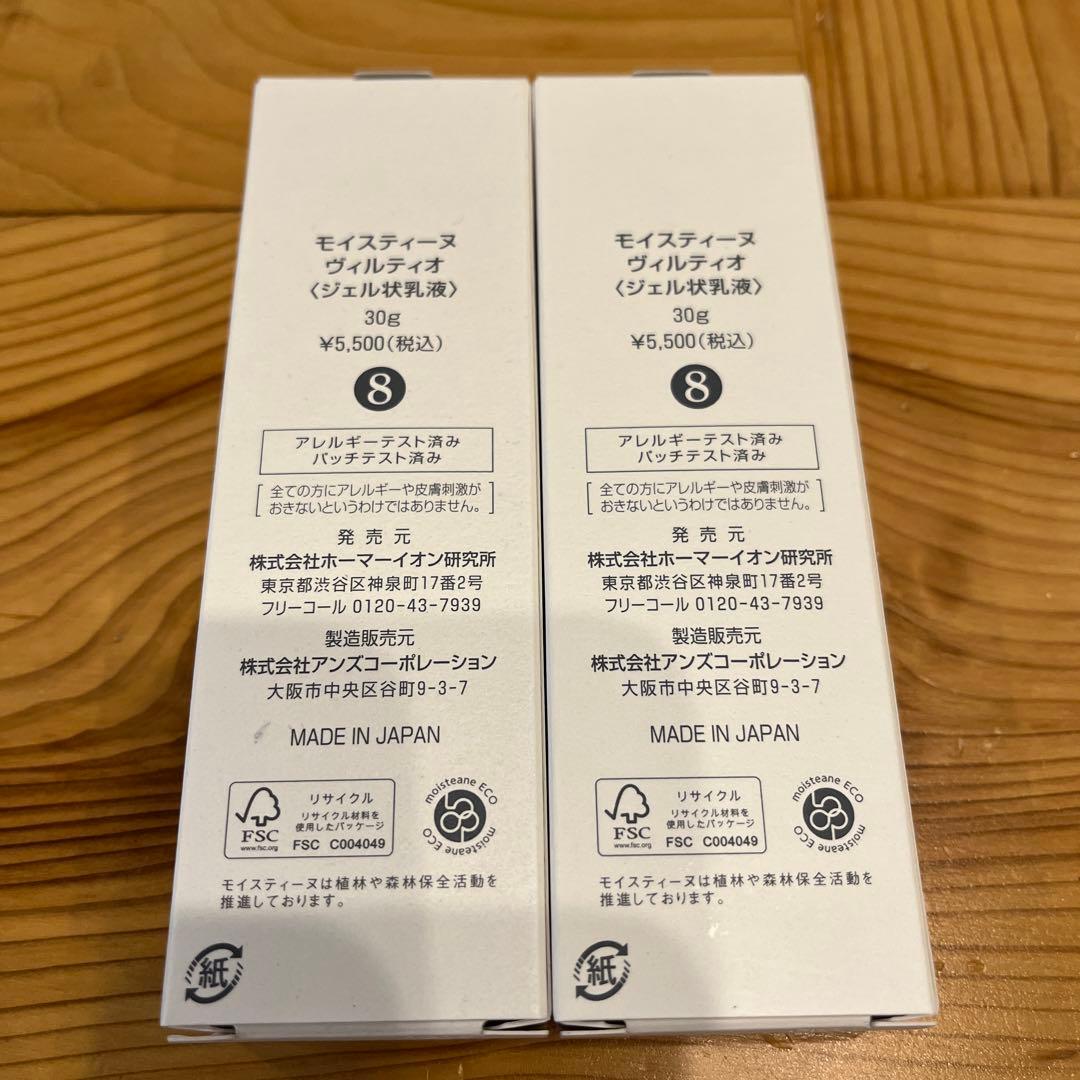 モイスティーヌ
ヴィルティオ
〈ジェル状乳液〉
30g
¥5,500(税込)
8
アレルギーテスト済み
パッチテスト済み
全ての方にアレルギーや皮膚刺激が
おきないというわけではありません。
発売元
株式会社ホーマーイオン研究所
東京都渋谷区神泉町17番2号
フリーコール 0120-43-7939
製造販売元
株式会社アンズコーポレーション
大阪市中央区谷町9-3-7
MADE IN JAPAN
FSC
www.fsc.org
リサイクル
リサイクル材料を
使用したパッケージ
FSC C004049
moisteane ECO
moisteane ECO
モイスティーヌは植林や森林保全活動を
推進しております。
紙
モイスティーヌ
ヴィルティオ
〈ジェル状乳液〉
30g
¥5,500(税込)
8
アレルギーテスト済み
パッチテスト済み
全ての方にアレルギーや皮膚刺激が
おきないというわけではありません。
発売元
株式会社ホーマーイオン研究所
東京都渋谷区神泉町17番2号
フリーコール 0120-43-7939
製造販売元
株式会社アンズコーポレーション
大阪市中央区谷町9-3-7
MADE IN JAPAN
FSC
www.fsc.org
リサイクル
リサイクル材料を
使用したパッケージ
FSC C004049
moisteane ECO
moisteane ECO
モイスティーヌは植林や森林保全活動を
推進しております。
紙